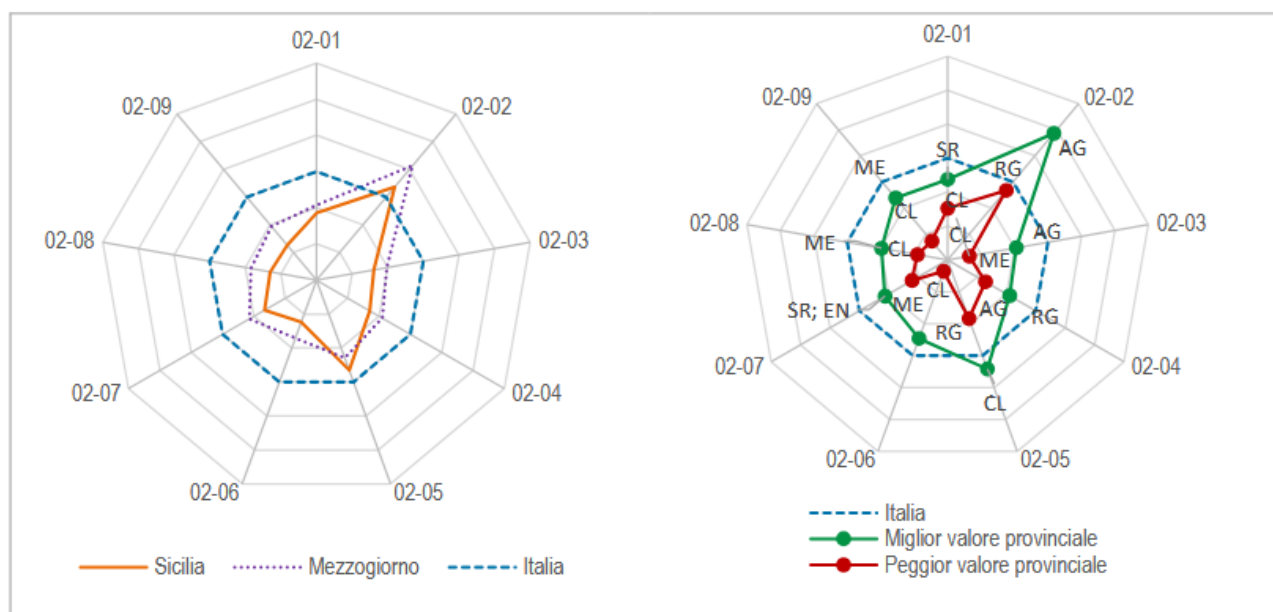 02-01
02-09
02-02
02-08
02-03
02-07
02-04
02-06
02-05
Sicilia
Mezzogiorno
Italia
02-01
02-09
02-02
AG
SR
ME
RG
CL
CL
02-08
02-03
CL
AG
ME
CL
ME
SR; EN
ME
CL
AG
RG
RG
02-07
02-04
CL
02-06
02-05
Italia
Miglior valore provinciale
Peggior valore provinciale